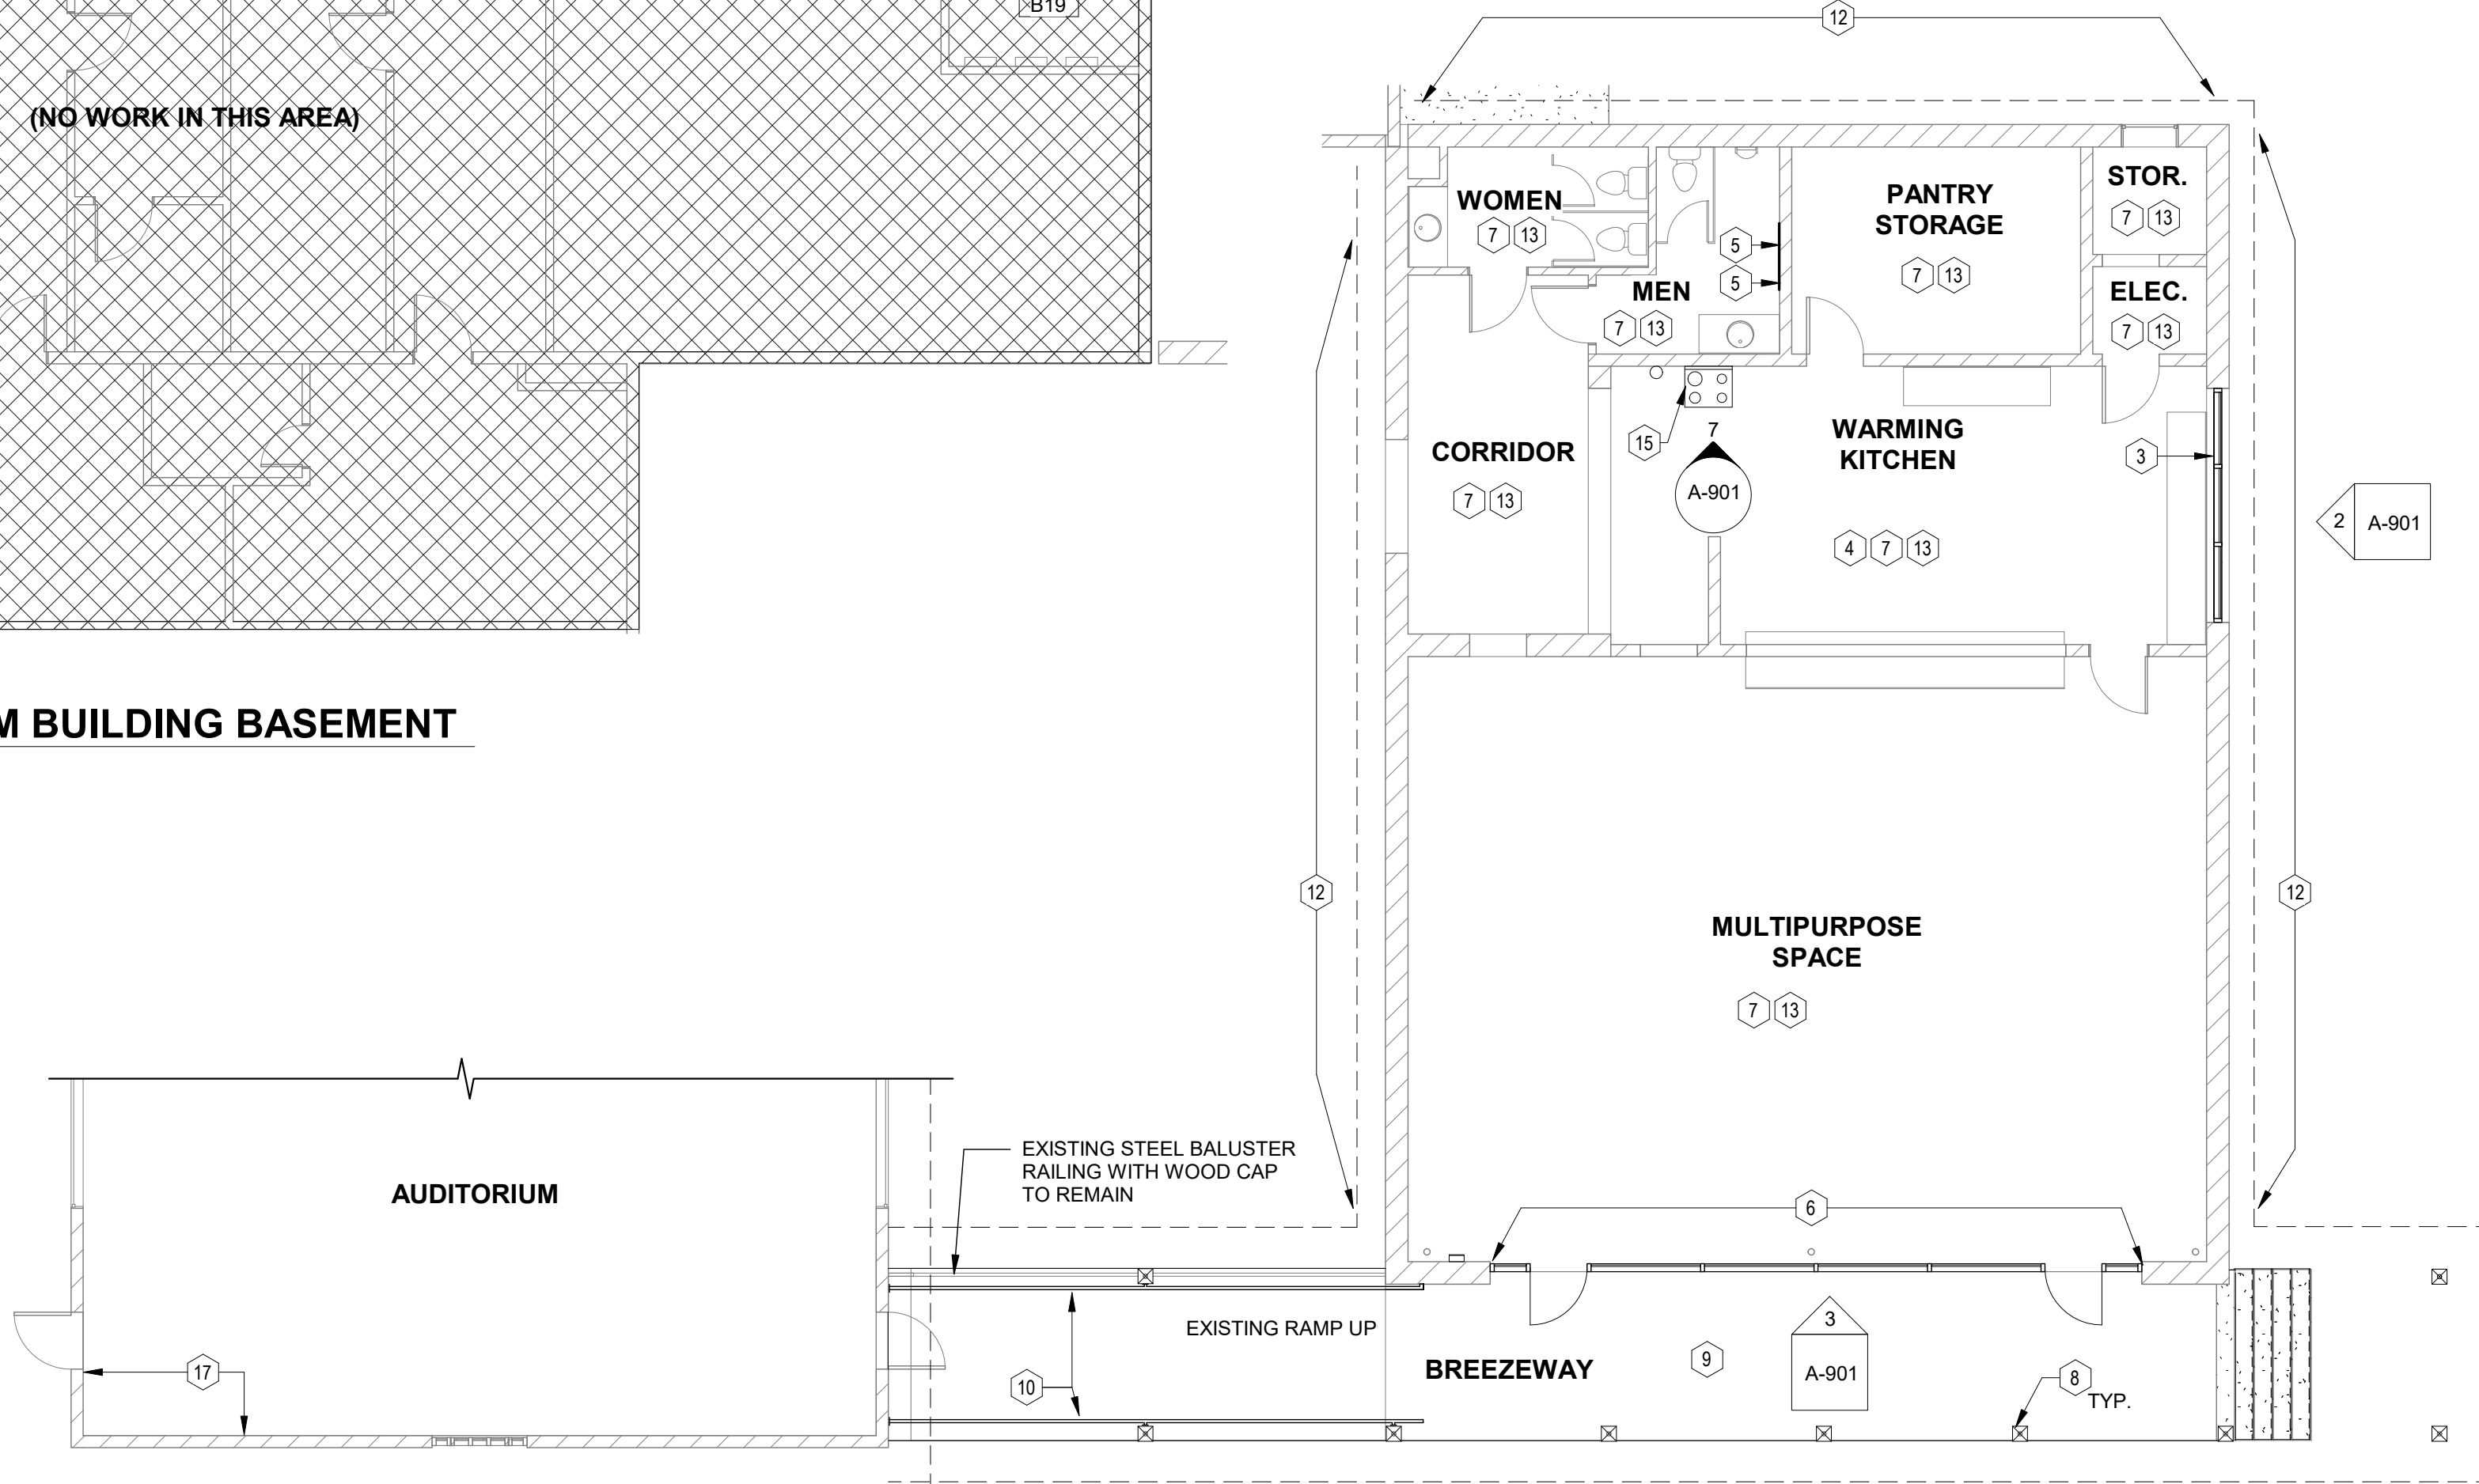 B19
12
(NO WORK IN THIS AREA)
WOMEN
7 13
5
5
MEN
7 13
PANTRY
STORAGE
7 13
STOR.
7 13
ELEC.
7 13
15
7
A-901
WARMING
KITCHEN
4 7 13
3
2 A-901
CORRIDOR
7 13
M BUILDING BASEMENT
12
12
MULTIPURPOSE
SPACE
7 13
EXISTING STEEL BALUSTER
RAILING WITH WOOD CAP
TO REMAIN
AUDITORIUM
6
EXISTING RAMP UP
3
A-901
BREEZEWAY
9
17
10
8
TYP.